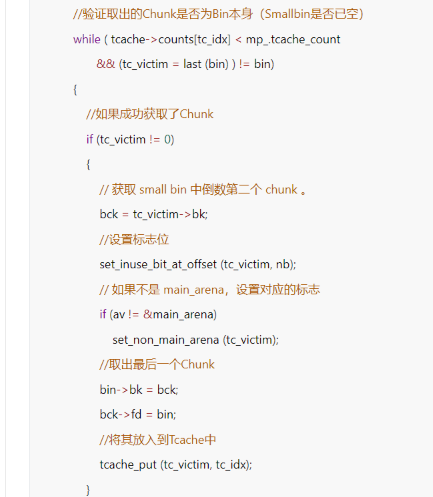 //验证取出的Chunk是否为Bin本身（Smallbin是否已空）
while ( tcache->counts[tc_idx] < mp_.tcache_count
&& (tc_victim = last (bin) ) != bin)
{
//如果成功获取了Chunk
if (tc_victim != 0)
{
// 获取 small bin 中倒数第二个 chunk 。
bck = tc_victim->bk;
//设置标志位
set_inuse_bit_at_offset (tc_victim, nb);
// 如果不是 main_arena，设置对应的标志
if (av != &main_arena)
set_non_main_arena (tc_victim);
//取出最后一个Chunk
bin->bk = bck;
bck->fd = bin;
//将其放入到Tcache中
tcache_put (tc_victim, tc_idx);
}